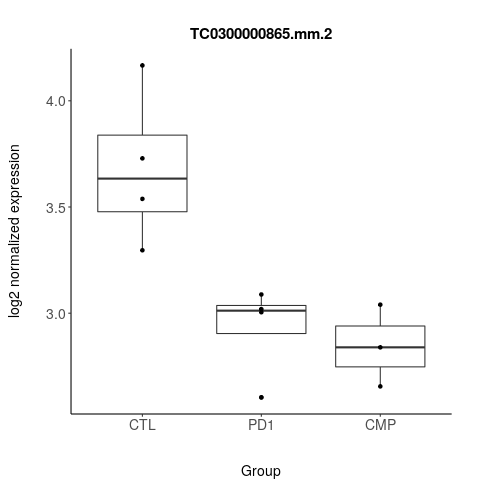 TC0300000865.mm.2
log2 normalized expression
4.0
3.5
3.0
CTL PD1 CMP
Group